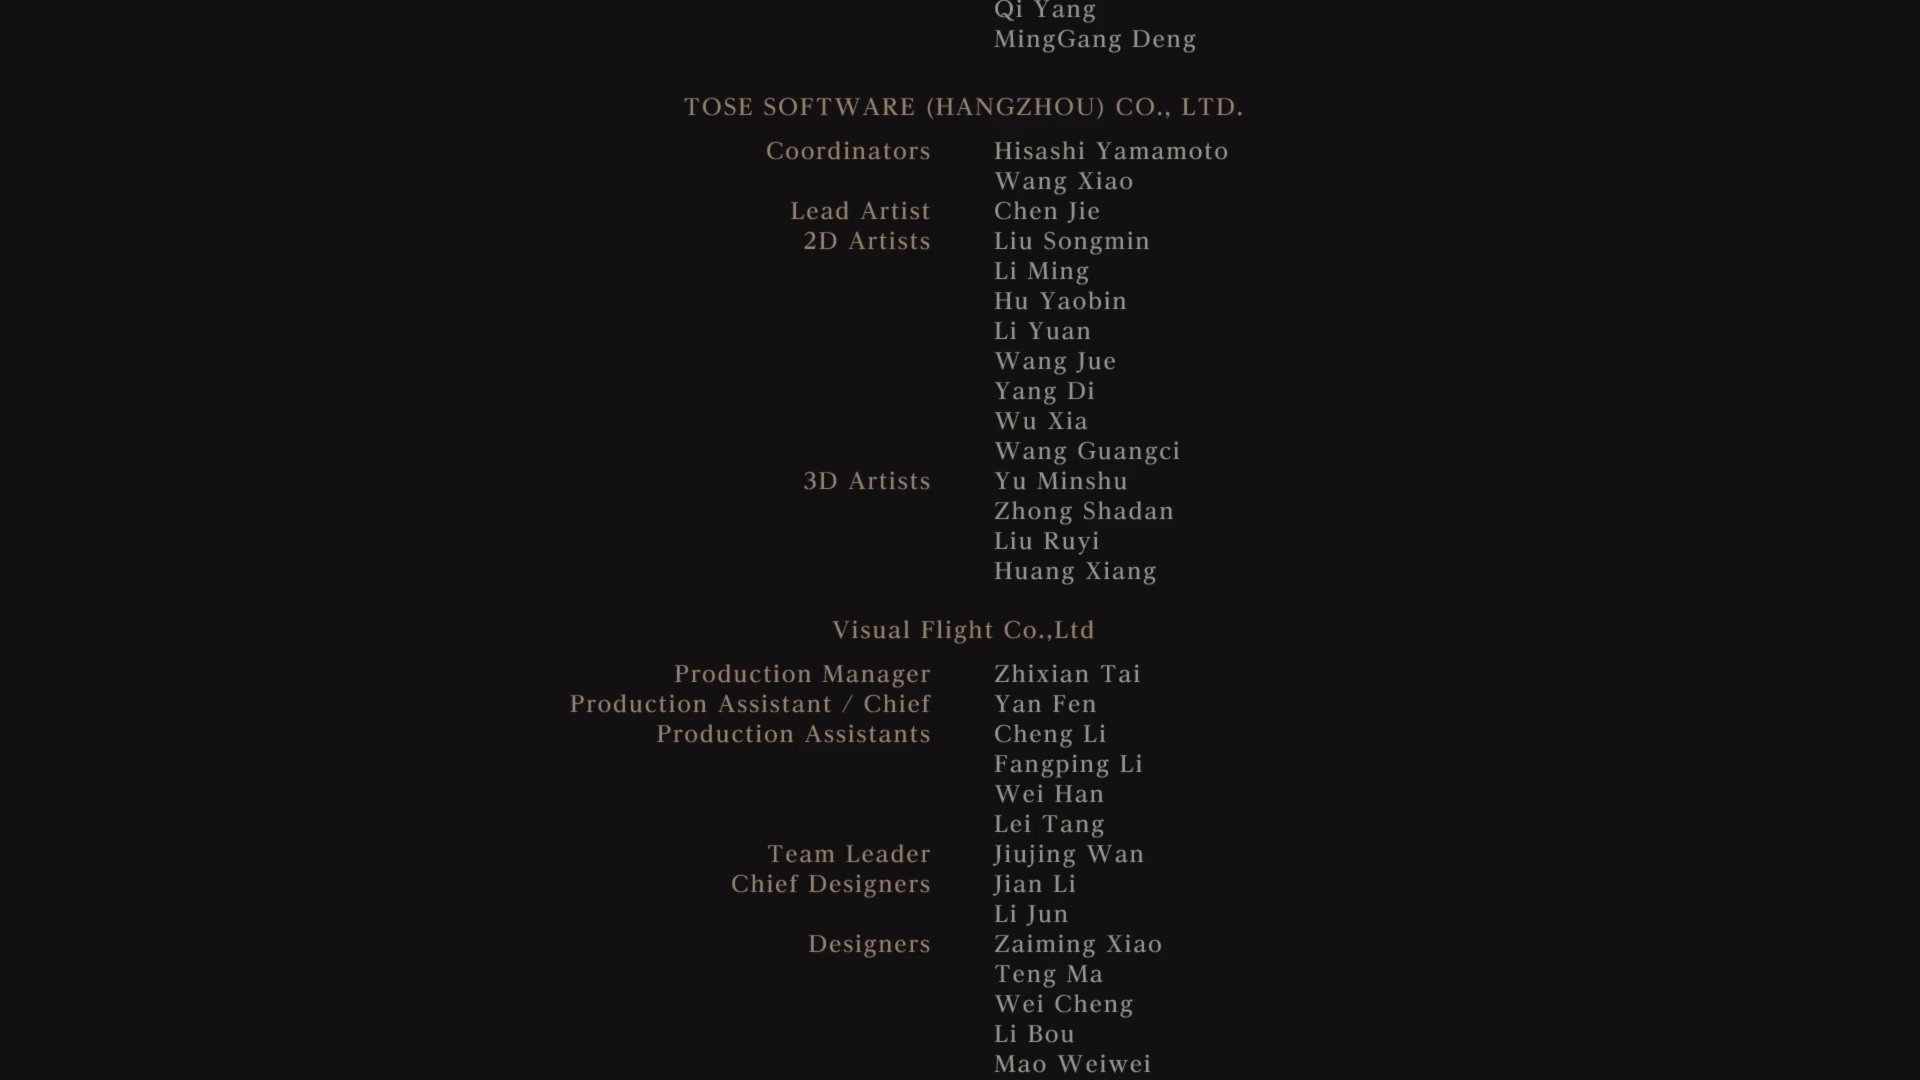 Qi Yang
MingGang Deng
TOSE SOFTWARE (HANGZHOU) CO., LTD.
Coordinators Hisashi Yamamoto
Wang Xiao
Lead Artist Chen Jie
2D Artists Liu Songmin
Li Ming
Hu Yaobin
Li Yuan
Wang Jue
Yang Di
Wu Xia
Wang Guangci
3D Artists Yu Minshu
Zhong Shadan
Liu Ruyi
Huang Xiang
Visual Flight Co.,Ltd
Production Manager Zhixian Tai
Production Assistant / Chief Yan Fen
Production Assistants Cheng Li
Fangping Li
Wei Han
Lei Tang
Team Leader Jiujing Wan
Chief Designers Jian Li
Li Jun
Designers Zaiming Xiao
Teng Ma
Wei Cheng
Li Bou
Mao Weiwei